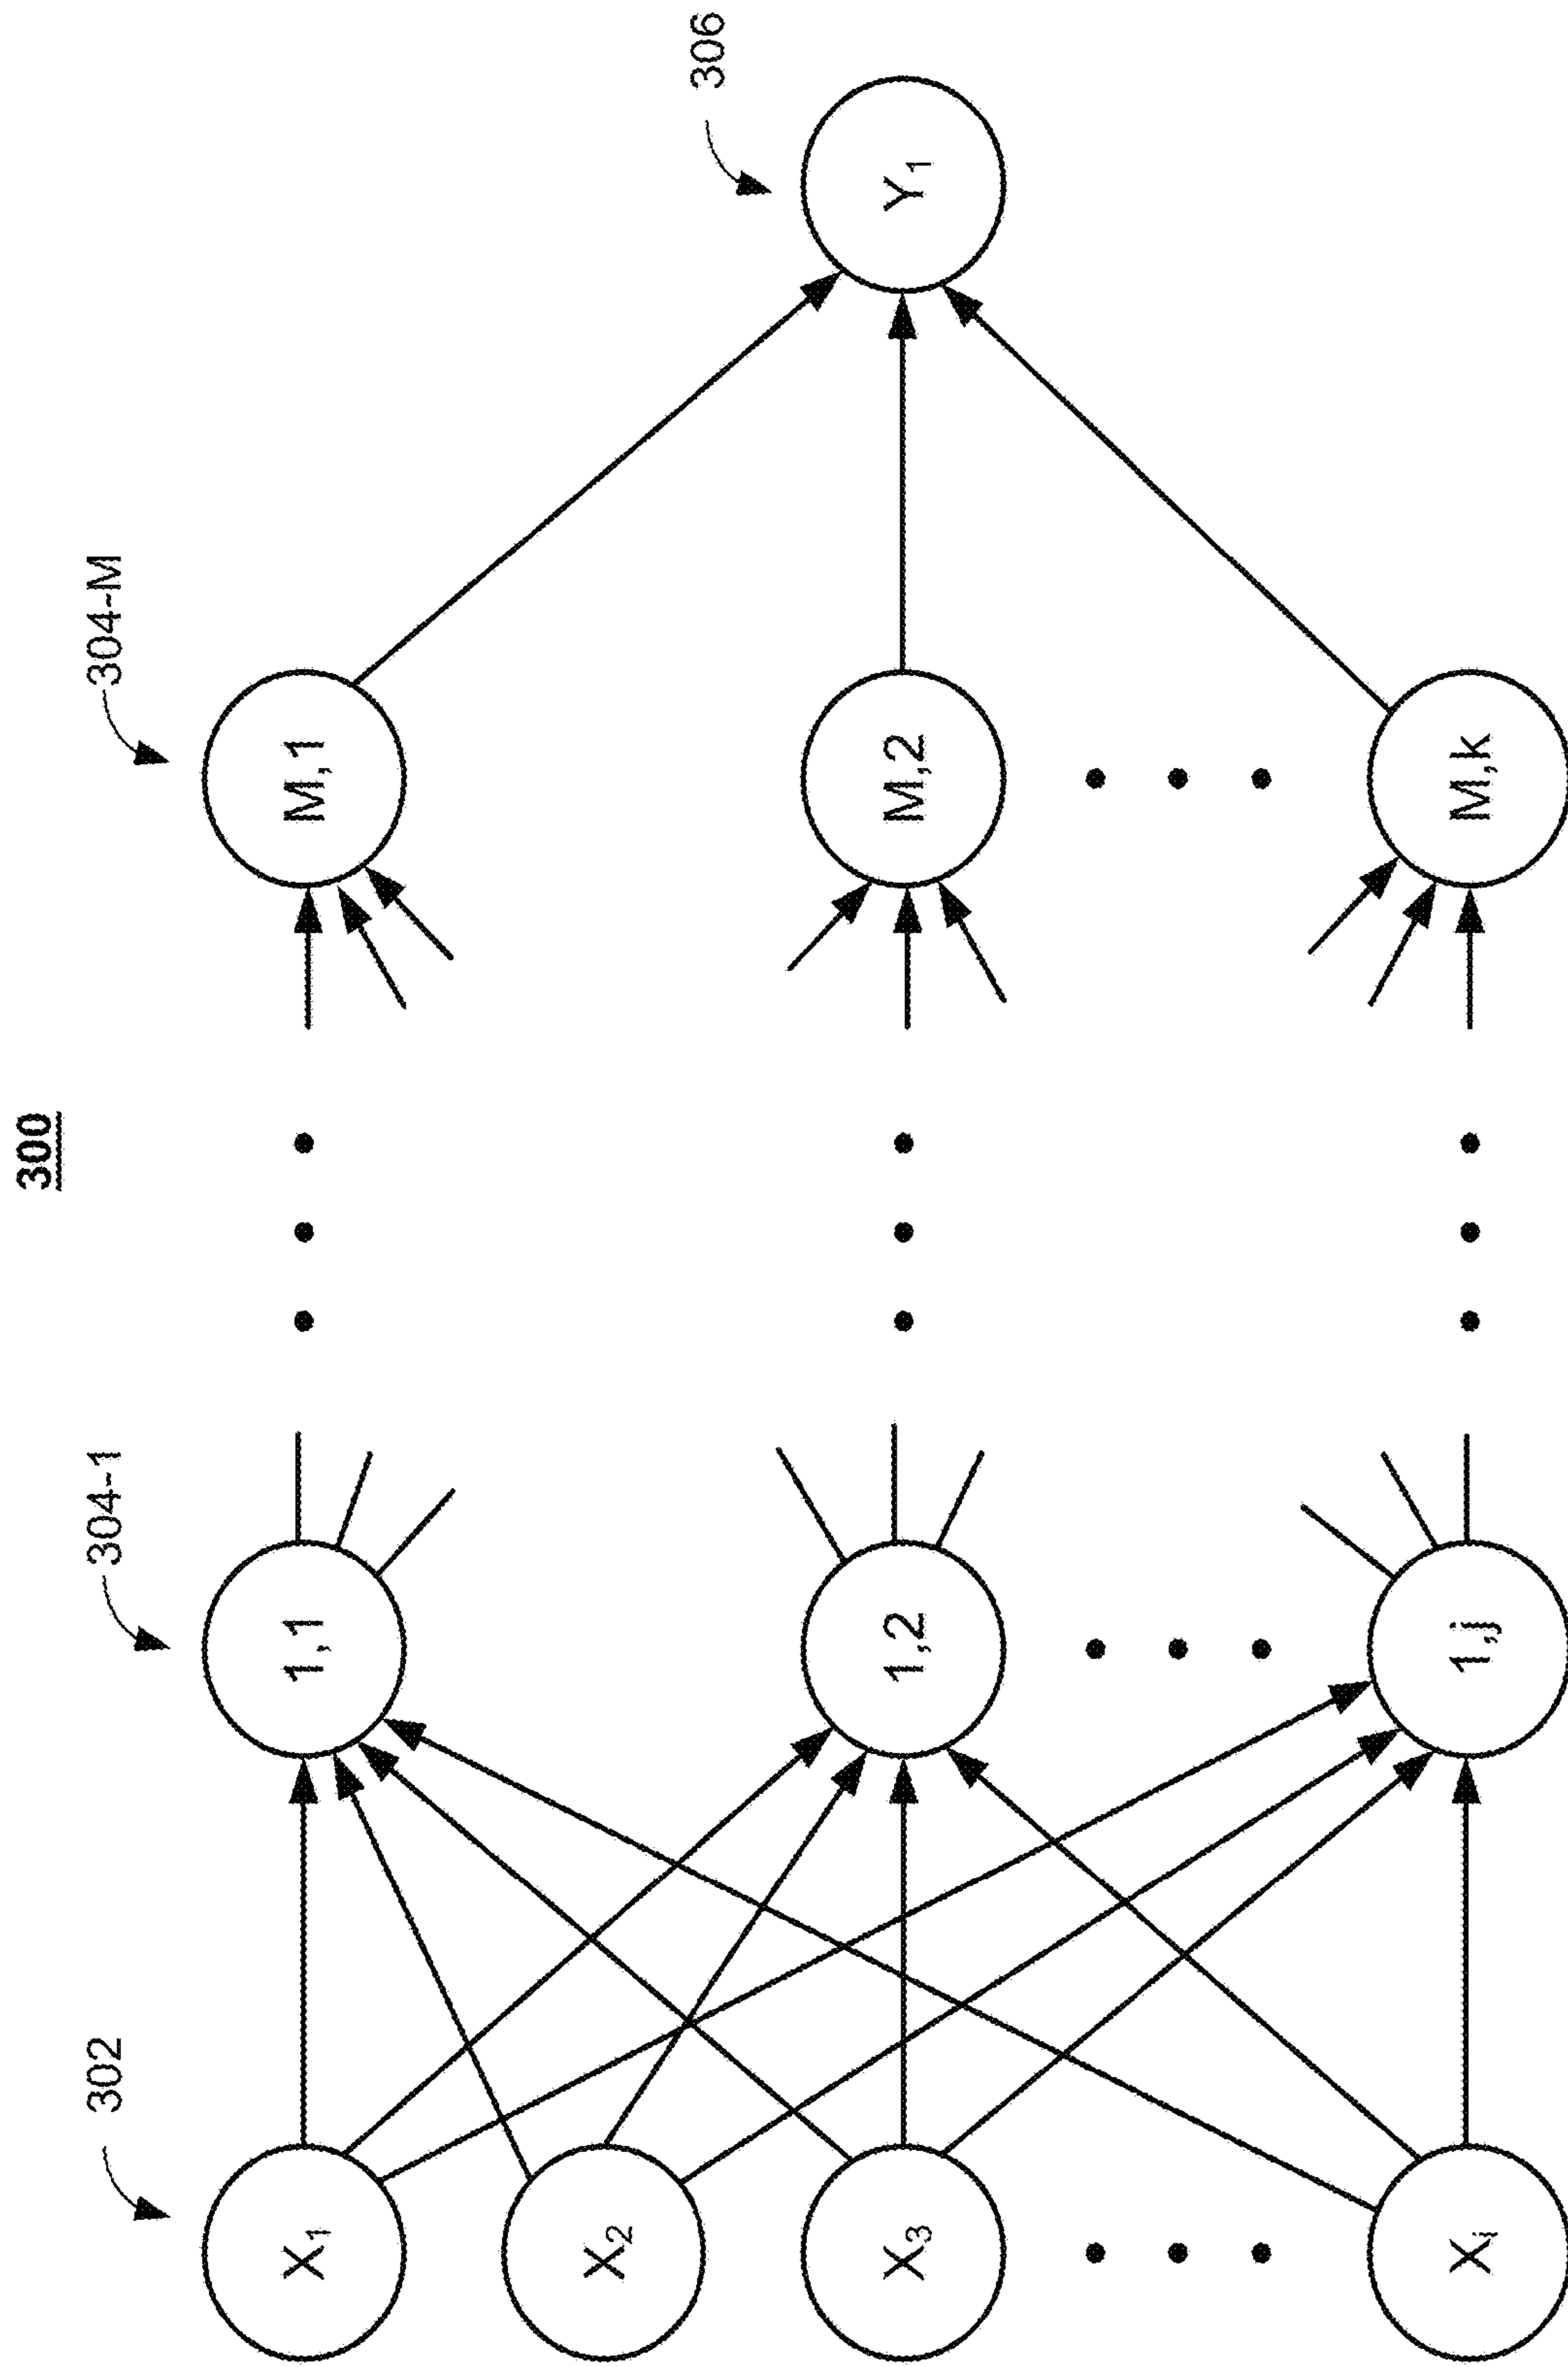 300
302
304-1
304-M
306
X1
X2
X3
Xi
1,1
1,2
1,j
M,1
M,2
M,k
Y1